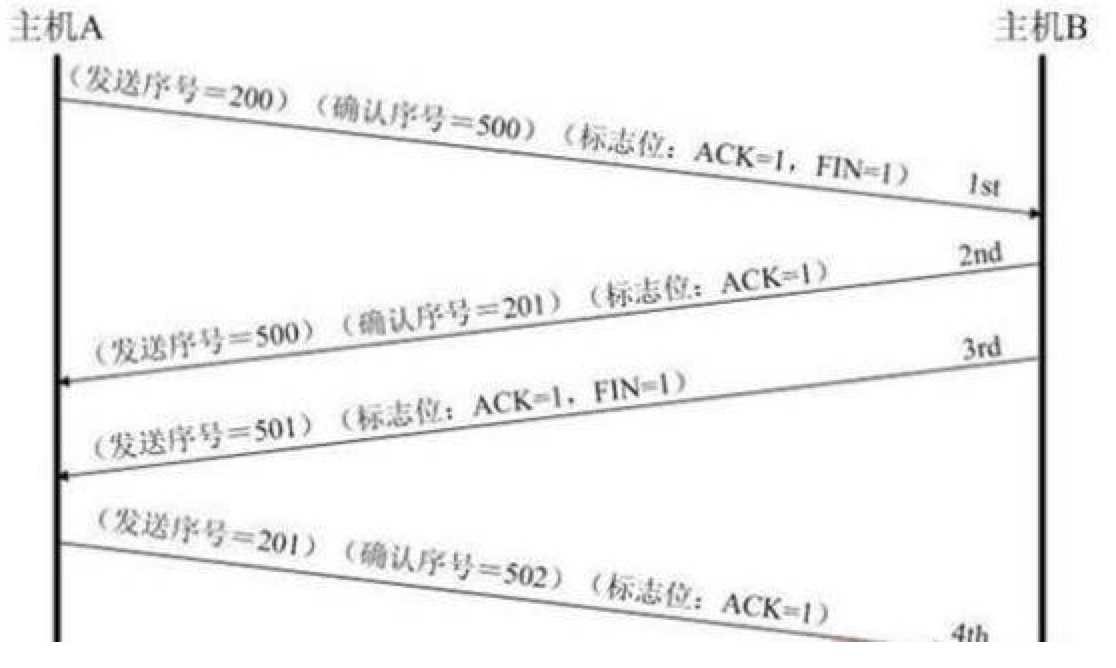 主机A
主机B
（发送序号＝200）（确认序号＝500）（标志位：ACK=1，FIN=1） 1st
2nd
（发送序号＝500）（确认序号＝201）（标志位：ACK=1）
3rd
（发送序号＝501）（标志位：ACK=1，FIN=1）
（发送序号＝201）（确认序号＝502）（标志位：ACK=1）
4th